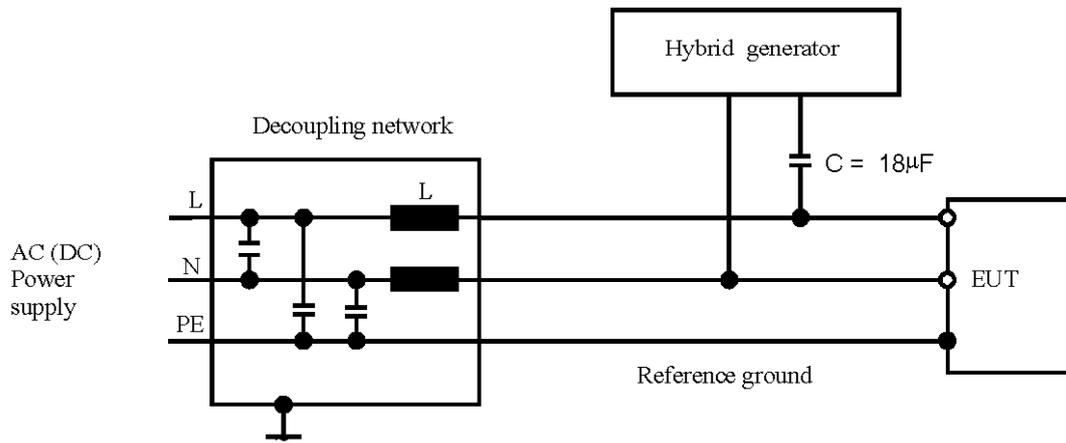 Hybrid generator
Decoupling network
C = 18µF
L
L
AC (DC)
Power
supply
N
EUT
PE
Reference ground